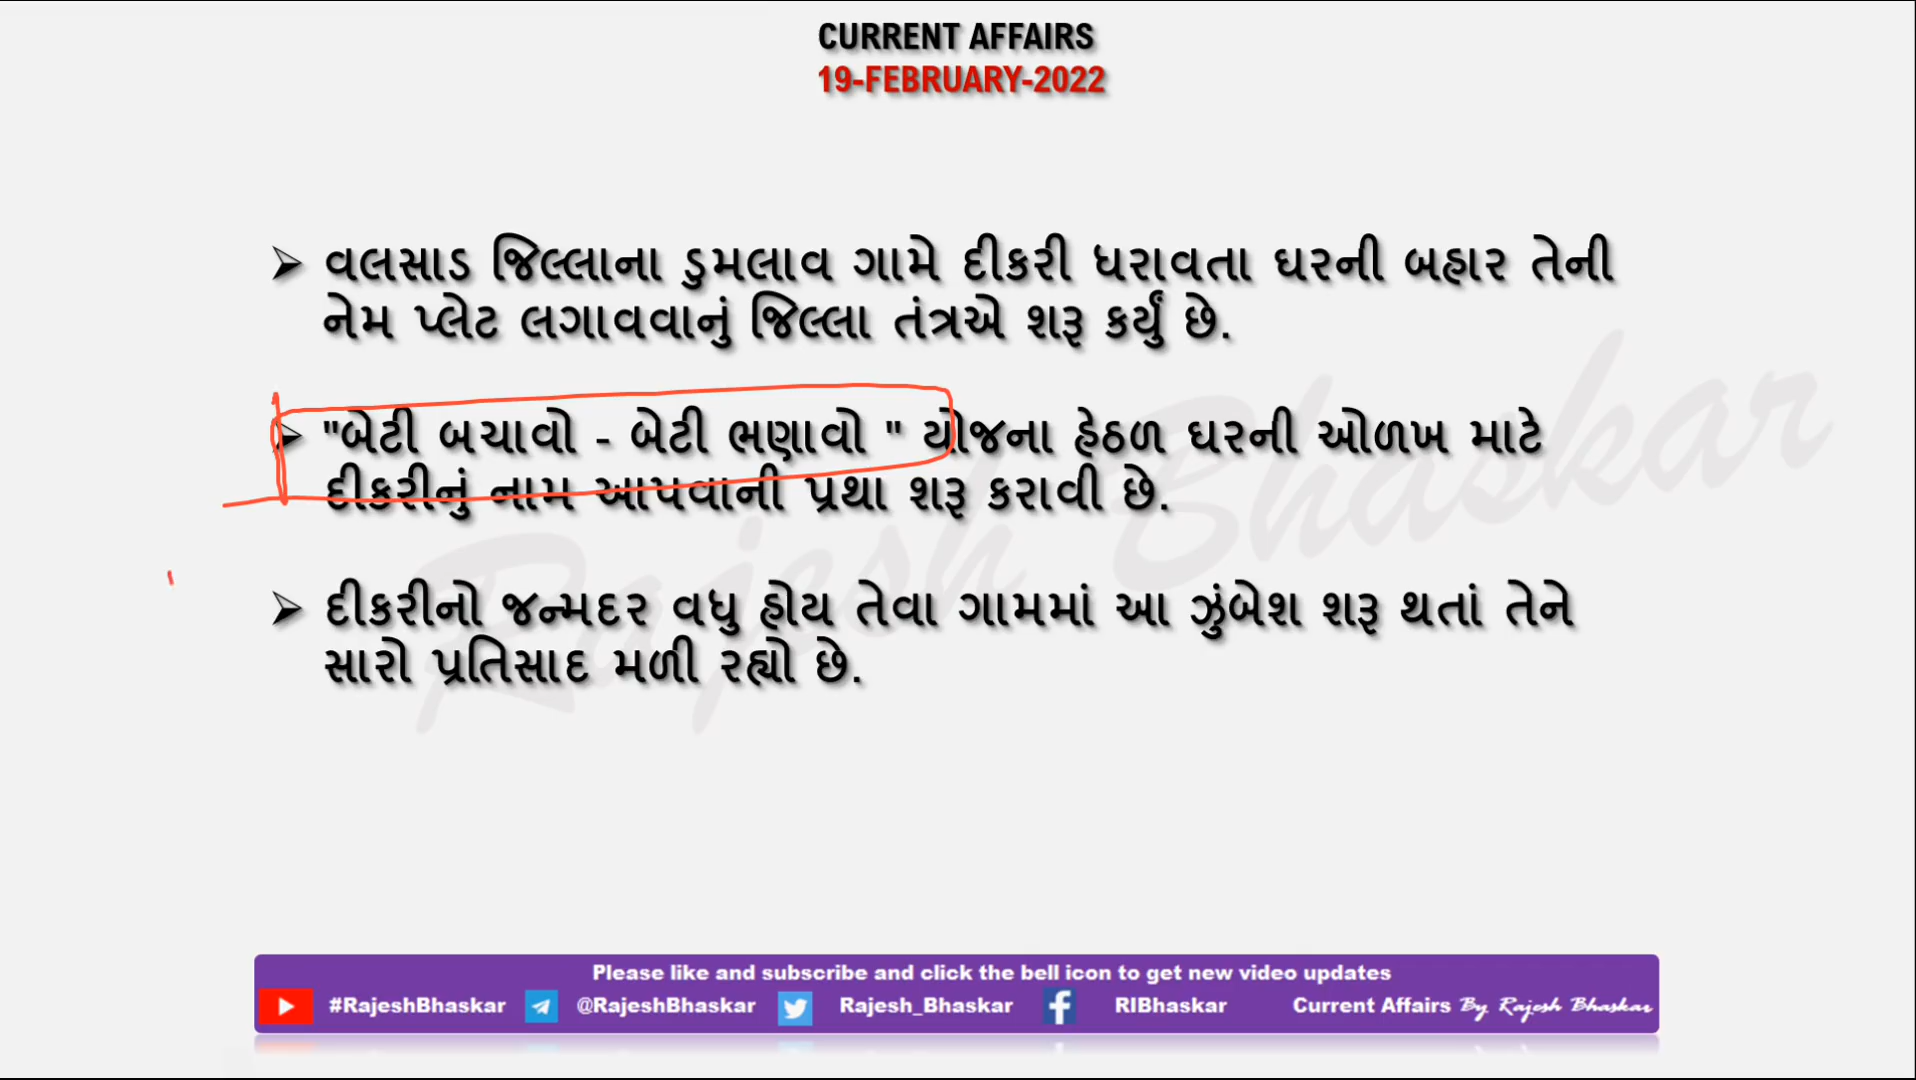 CURRENT AFFAIRS
19-FEBRUARY-2022
વલસાડ જિલ્લાના ડુમલાવ ગામે દીકરી ધરાવતા ઘરની બહાર તેની
નેમ પ્લેટ લગાવવાનું જિલ્લા તંત્રએ શરૂ કર્યું છે.
"બેટી બચાવો - બેટી ભણાવો " યોજના હેઠળ ઘરની ઓળખ માટે
દીકરીનું નામ આપવાની પ્રથા શરૂ કરાવી છે.
દીકરીનો જન્મદર વધુ હોય તેવા ગામમાં આ ઝુંબેશ શરૂ થતાં તેને
સારો પ્રતિસાદ મળી રહ્યો છે.
Rajesh Bhaskar
Please like and subscribe and click the bell icon to get new video updates
#RajeshBhaskar @RajeshBhaskar Rajesh_Bhaskar RIBhaskar Current Affairs By Rajesh Bhaskar